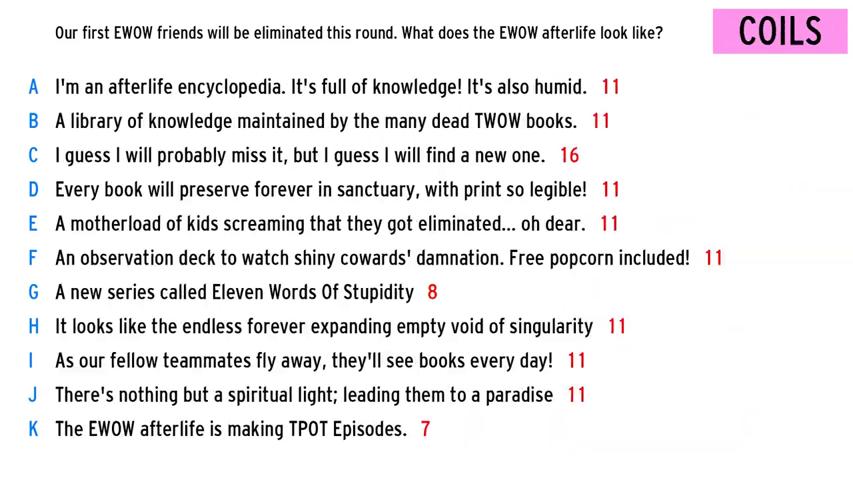 Our first EWOW friends will be eliminated this round. What does the EWOW afterlife look like?
COILS
A I'm an afterlife encyclopedia. It's full of knowledge! It's also humid. 11
B A library of knowledge maintained by the many dead TWOW books. 11
C I guess I will probably miss it, but I guess I will find a new one. 16
D Every book will preserve forever in sanctuary, with print so legible! 11
E A motherload of kids screaming that they got eliminated... oh dear. 11
F An observation deck to watch shiny cowards' damnation. Free popcorn included! 11
G A new series called Eleven Words Of Stupidity 8
H It looks like the endless forever expanding empty void of singularity 11
I As our fellow teammates fly away, they'll see books every day! 11
J There's nothing but a spiritual light; leading them to a paradise 11
K The EWOW afterlife is making TPOT Episodes. 7